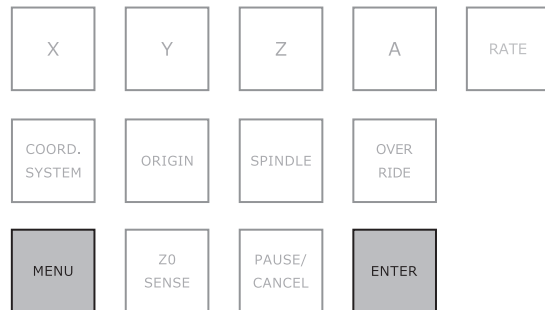 X Y Z A RATE
COORD.
SYSTEM
ORIGIN
SPINDLE
OVER
RIDE
MENU
Z0
SENSE
PAUSE/
CANCEL
ENTER